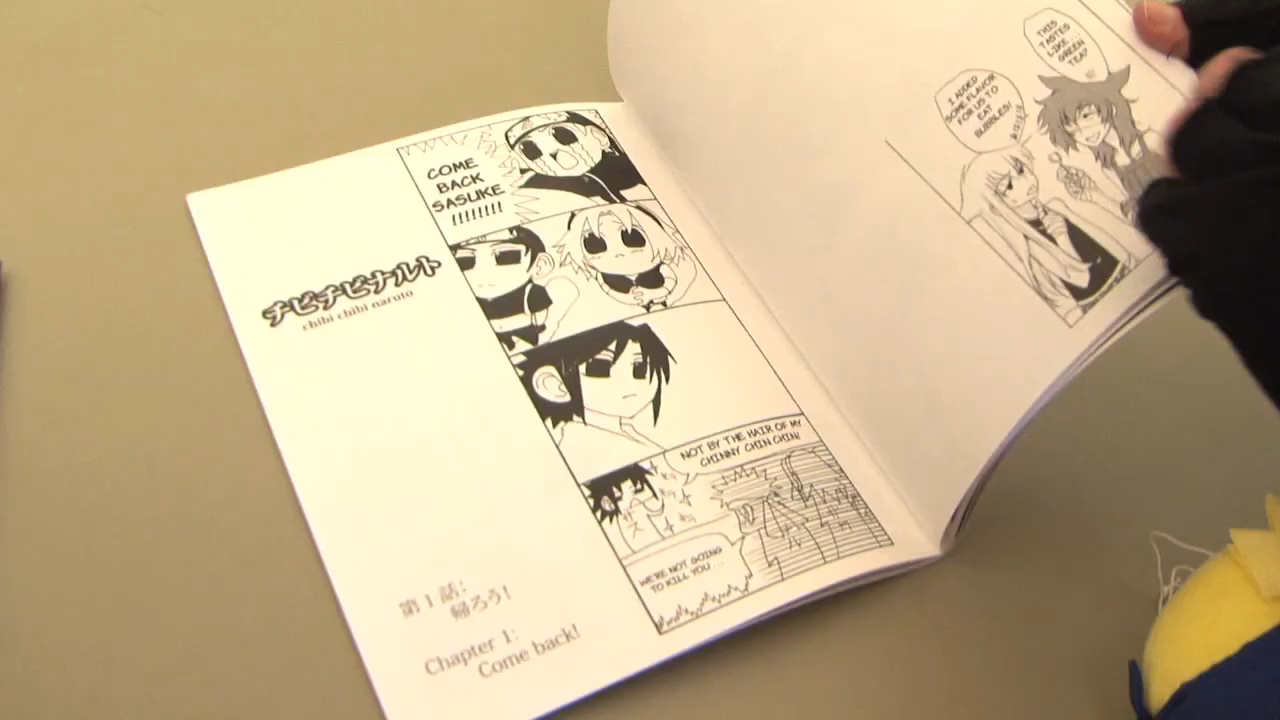 チビチビナルト
chibi chibi naruto
第1話:
帰ろう!
Chapter 1:
Come back!
COME
BACK
SASUKE
!!!!!!!!
NOT BY THE HAIR OF MY
CHINNY CHIN CHIN!
WE'RE NOT GOING
TO KILL YOU...
I ADDED
SOME FLAVOR
FOR US TO
EAT
BUBBLES!
THIS
TASTES
LIKE...
GREEN
TEA?